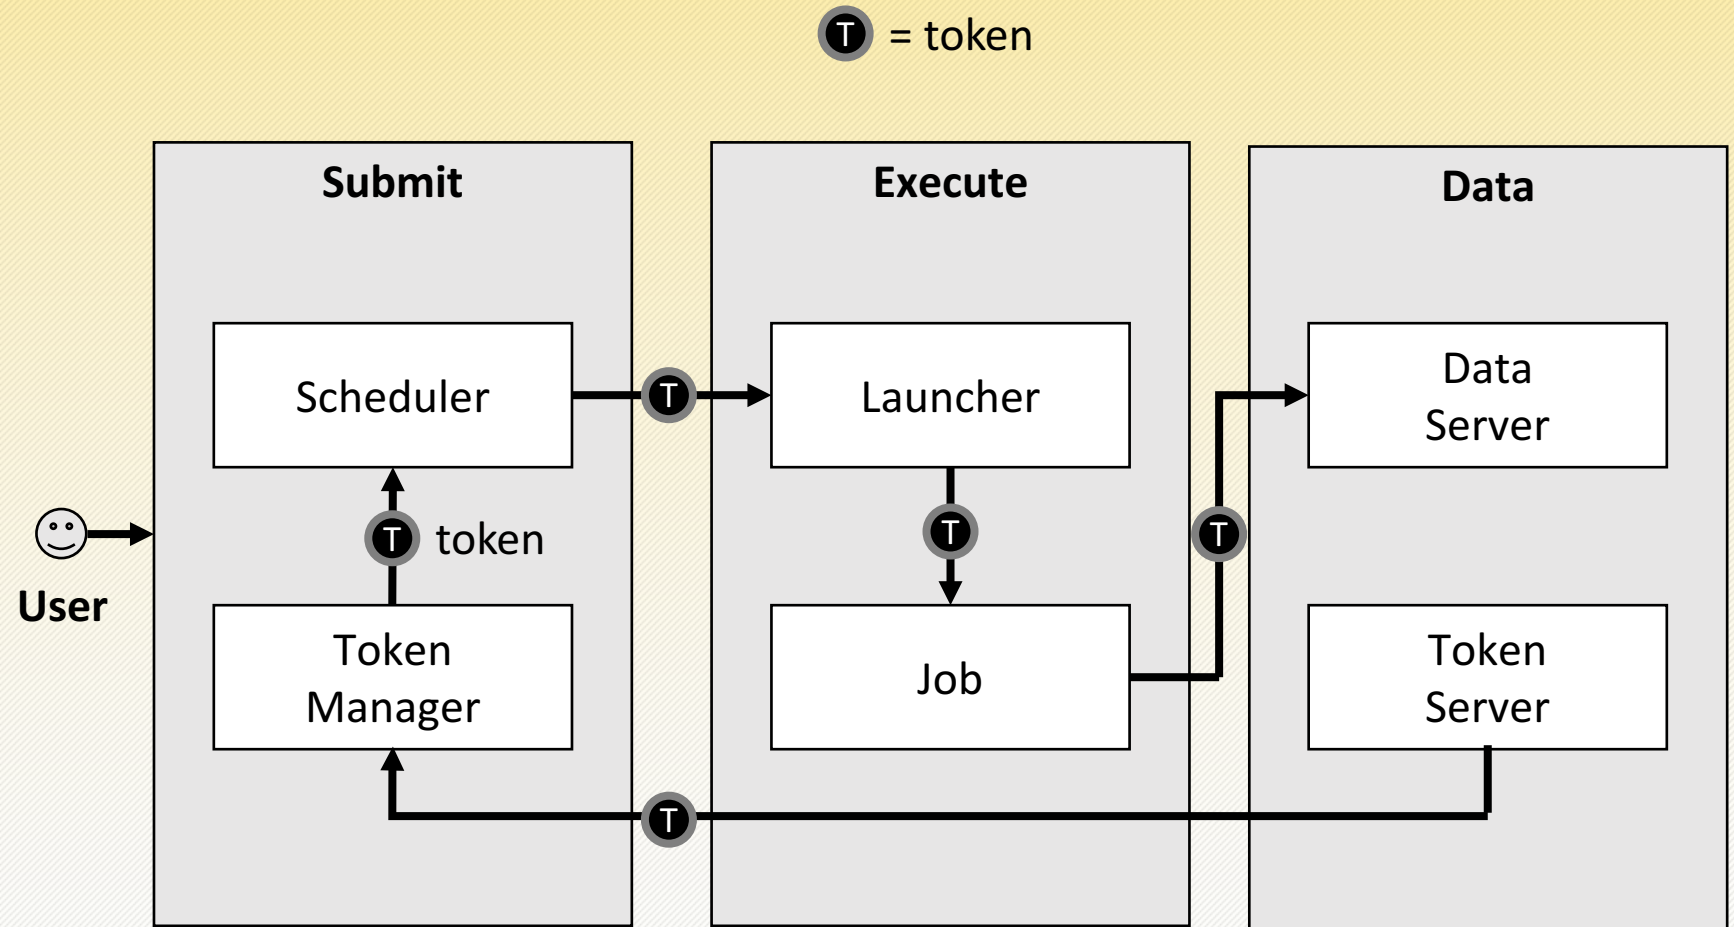 T = token
Submit
Execute
Data
Scheduler
T
Launcher
Data
Server
User
T token
T
T
Token
Manager
Job
Token
Server
T